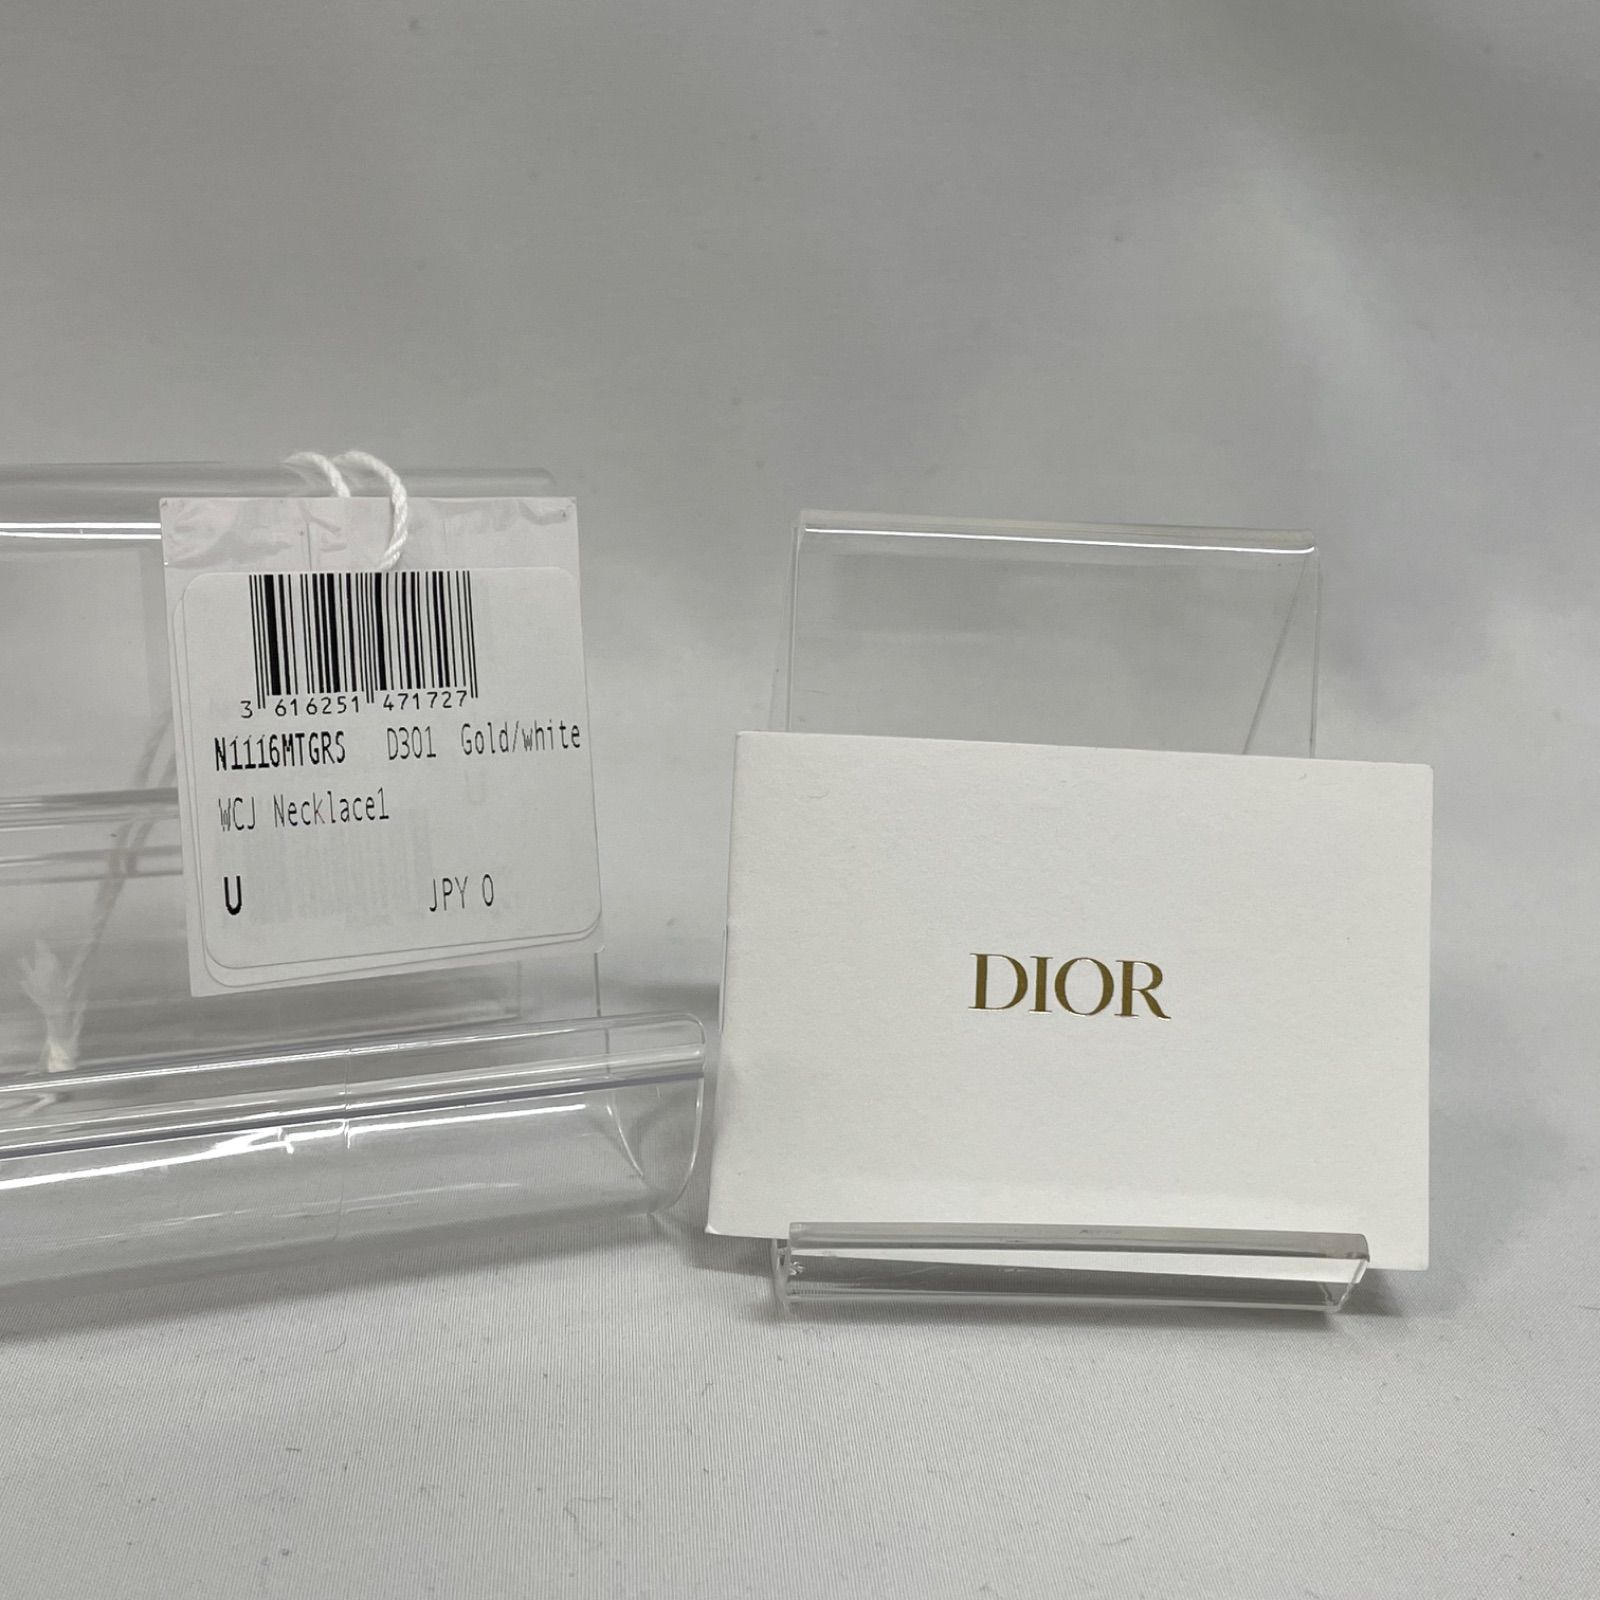 3 616251 471727
N1116MTGRS D301 Gold/white
WCJ Necklace1
U JPY 0
DIOR